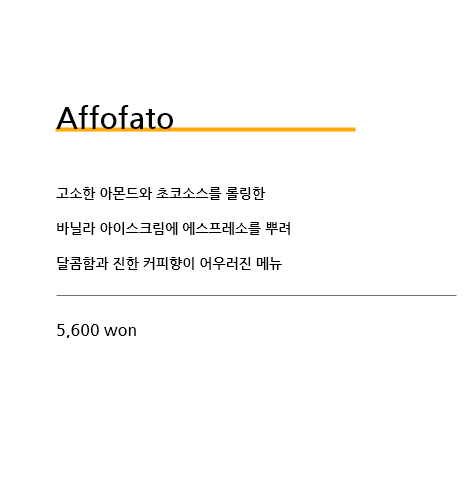 Affofato
고소한 아몬드와 초코소스를 롤링한
바닐라 아이스크림에 에스프레소를 뿌려
달콤함과 진한 커피향이 어우러진 메뉴
5,600 won